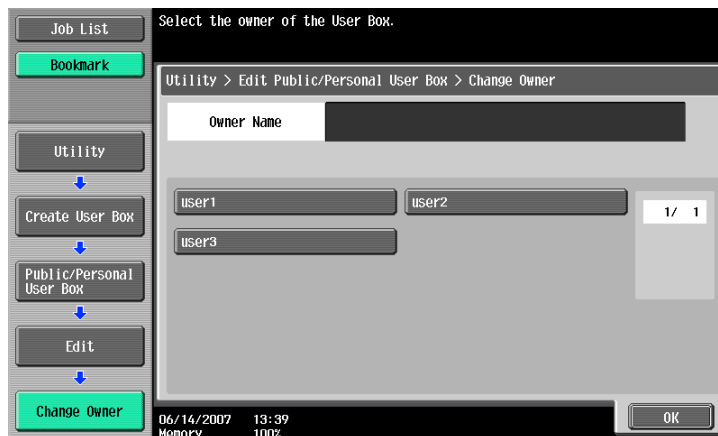 Job List
Bookmark
Utility
Create User Box
Public/Personal
User Box
Edit
Change Owner
Select the owner of the User Box.
Utility > Edit Public/Personal User Box > Change Owner
Owner Name
user1
user2
user3
1/ 1
06/14/2007 13:39
Memory 100%
OK